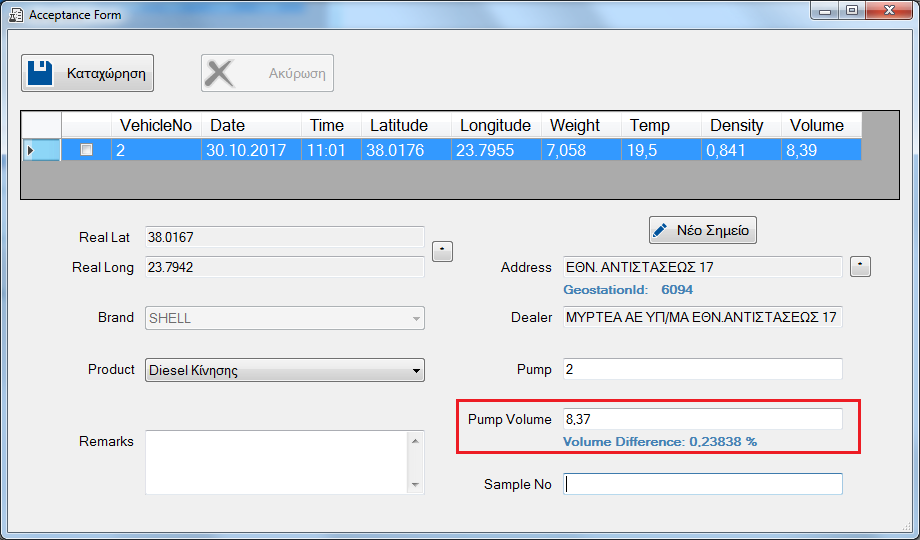 Acceptance Form
Καταχώρηση Ακύρωση
VehicleNo Date Time Latitude Longitude Weight Temp Density Volume
2 30.10.2017 11:01 38.0176 23.7955 7,058 19,5 0,841 8,39
Νέο Σημείο
Real Lat 38.0167
Real Long 23.7942
Address ΕΘΝ. ΑΝΤΙΣΤΑΣΕΩΣ 17
GeostationId: 6094
Brand SHELL
Dealer ΜΥΡΤΕΑ ΑΕ ΥΠ/ΜΑ ΕΘΝ.ΑΝΤΙΣΤΑΣΕΩΣ 17
Product Diesel Κίνησης
Pump 2
Pump Volume 8,37
Volume Difference: 0,23838 %
Remarks
Sample No